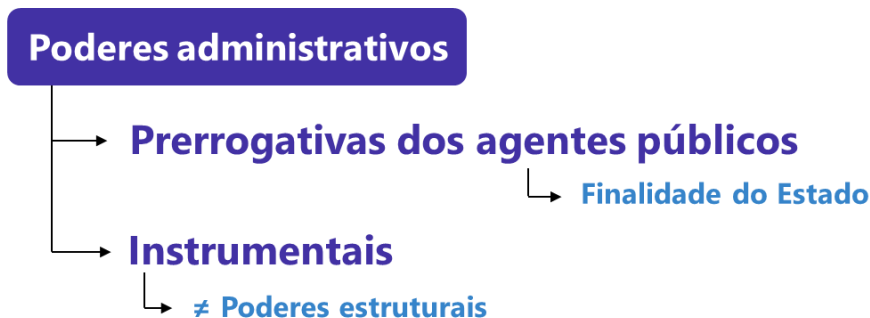 Poderes administrativos
Prerrogativas dos agentes públicos
Finalidade do Estado
Instrumentais
≠ Poderes estruturais